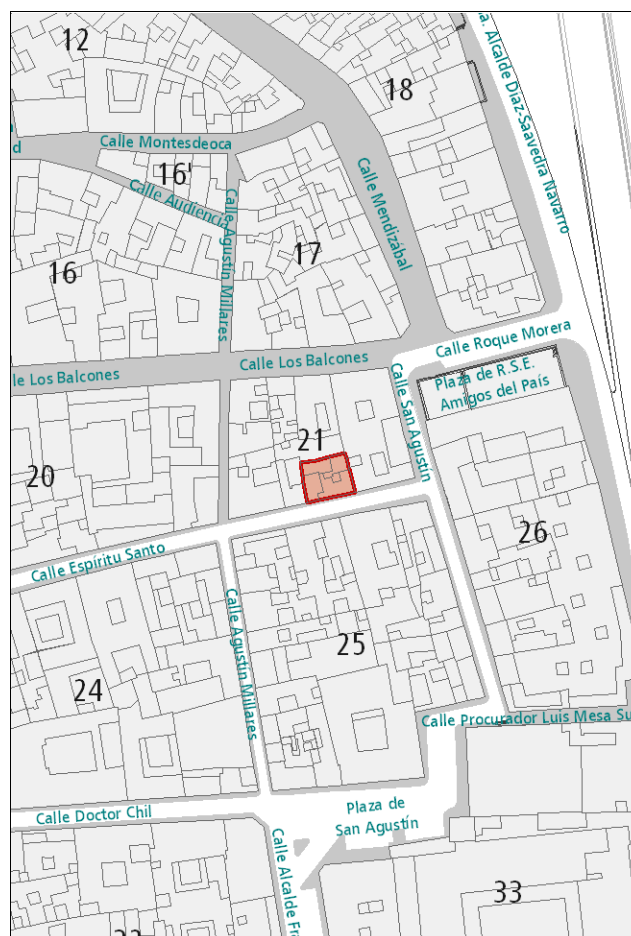 12
18
a. Alcalde Díaz-Saavedra Navarro
Calle Montesdeoca
d
16'
Calle Audiencia
Calle Agustín Millares
Calle Mendizábal
17
16
Calle Roque Morera
Calle Los Balcones
lle Los Balcones
Plaza de R.S.E.
Amigos del País
Calle San Agustín
21
20
26
Calle Espíritu Santo
Calle Agustín Millares
25
24
Calle Procurador Luis Mesa Su
Calle Doctor Chil
Plaza de
San Agustín
Calle Alcalde Fra
33